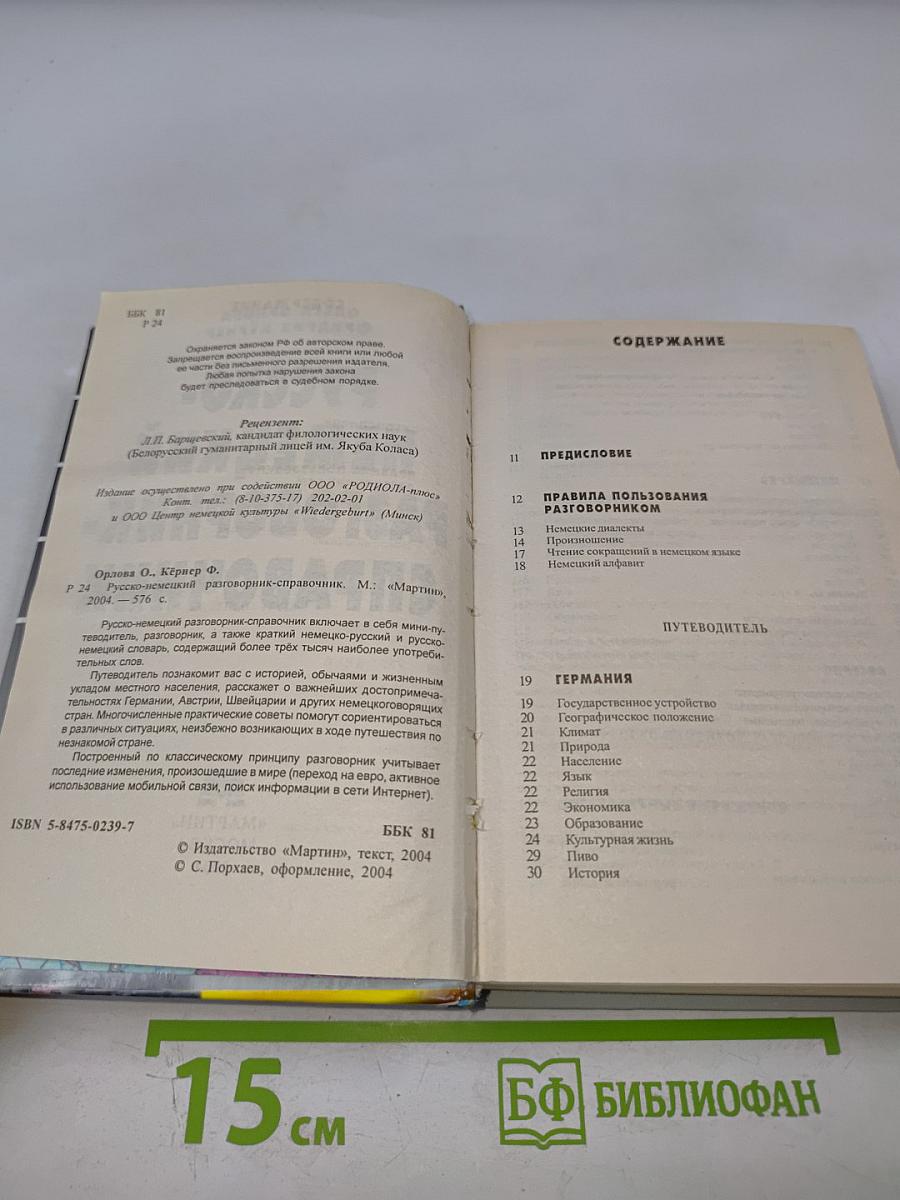 ББК 81
Р 24
Охраняется законом РФ об авторском праве.
Запрещается воспроизведение всей книги или любой
ее части без письменного разрешения издателя.
Любая попытка нарушения закона
будет преследоваться в судебном порядке.
Рецензент:
Л.П. Барщевский, кандидат филологических наук
(Белорусский гуманитарный лицей им. Якуба Коласа)
Издание осуществлено при содействии ООО «РОДИОЛА-плюс»
Конт. тел.: (8-10-375-17) 202-02-01
и ООО Центр немецкой культуры «Wiedergeburt» (Минск)
Орлова О., Кёрнер Ф.
Р 24 Русско-немецкий разговорник-справочник. М.: «Мартин»,
2004. — 576 с.
Русско-немецкий разговорник-справочник включает в себя мини-пу-
теводитель, разговорник, а также краткий немецко-русский и русско-
немецкий словарь, содержащий более трёх тысяч наиболее употреби-
тельных слов.
Путеводитель познакомит вас с историей, обычаями и жизненным
укладом местного населения, расскажет о важнейших достопримеча-
тельностях Германии, Австрии, Швейцарии и других немецкоговорящих
стран. Многочисленные практические советы помогут сориентироваться
в различных ситуациях, неизбежно возникающих в ходе путешествия по
незнакомой стране.
Построенный по классическому принципу разговорник учитывает
последние изменения, произошедшие в мире (переход на евро, активное
использование мобильной связи, поиск информации в сети Интернет).
ISBN 5-8475-0239-7
ББК 81
© Издательство «Мартин», текст, 2004
© С. Порхаев, оформление, 2004
СОДЕРЖАНИЕ
11 ПРЕДИСЛОВИЕ
12 ПРАВИЛА ПОЛЬЗОВАНИЯ
РАЗГОВОРНИКОМ
13 Немецкие диалекты
14 Произношение
17 Чтение сокращений в немецком языке
18 Немецкий алфавит
ПУТЕВОДИТЕЛЬ
19 ГЕРМАНИЯ
19 Государственное устройство
20 Географическое положение
21 Климат
21 Природа
22 Население
22 Язык
22 Религия
22 Экономика
23 Образование
24 Культурная жизнь
29 Пиво
30 История
15 см
БФ БИБЛИОФАН